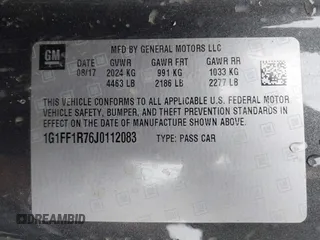 GM
MFD BY GENERAL MOTORS LLC
DATE GVWR GAWR FRT GAWR RR
08/17 2024 KG 991 KG 1033 KG
4463 LB 2186 LB 2277 LB
THIS VEHICLE CONFORMS TO ALL APPLICABLE U.S. FEDERAL MOTOR
VEHICLE SAFETY, BUMPER, AND THEFT PREVENTION STANDARDS IN
EFFECT ON THE DATE OF MANUFACTURE SHOWN ABOVE.
1G1FF1R76J0112083 TYPE: PASS CAR
DREAMBID